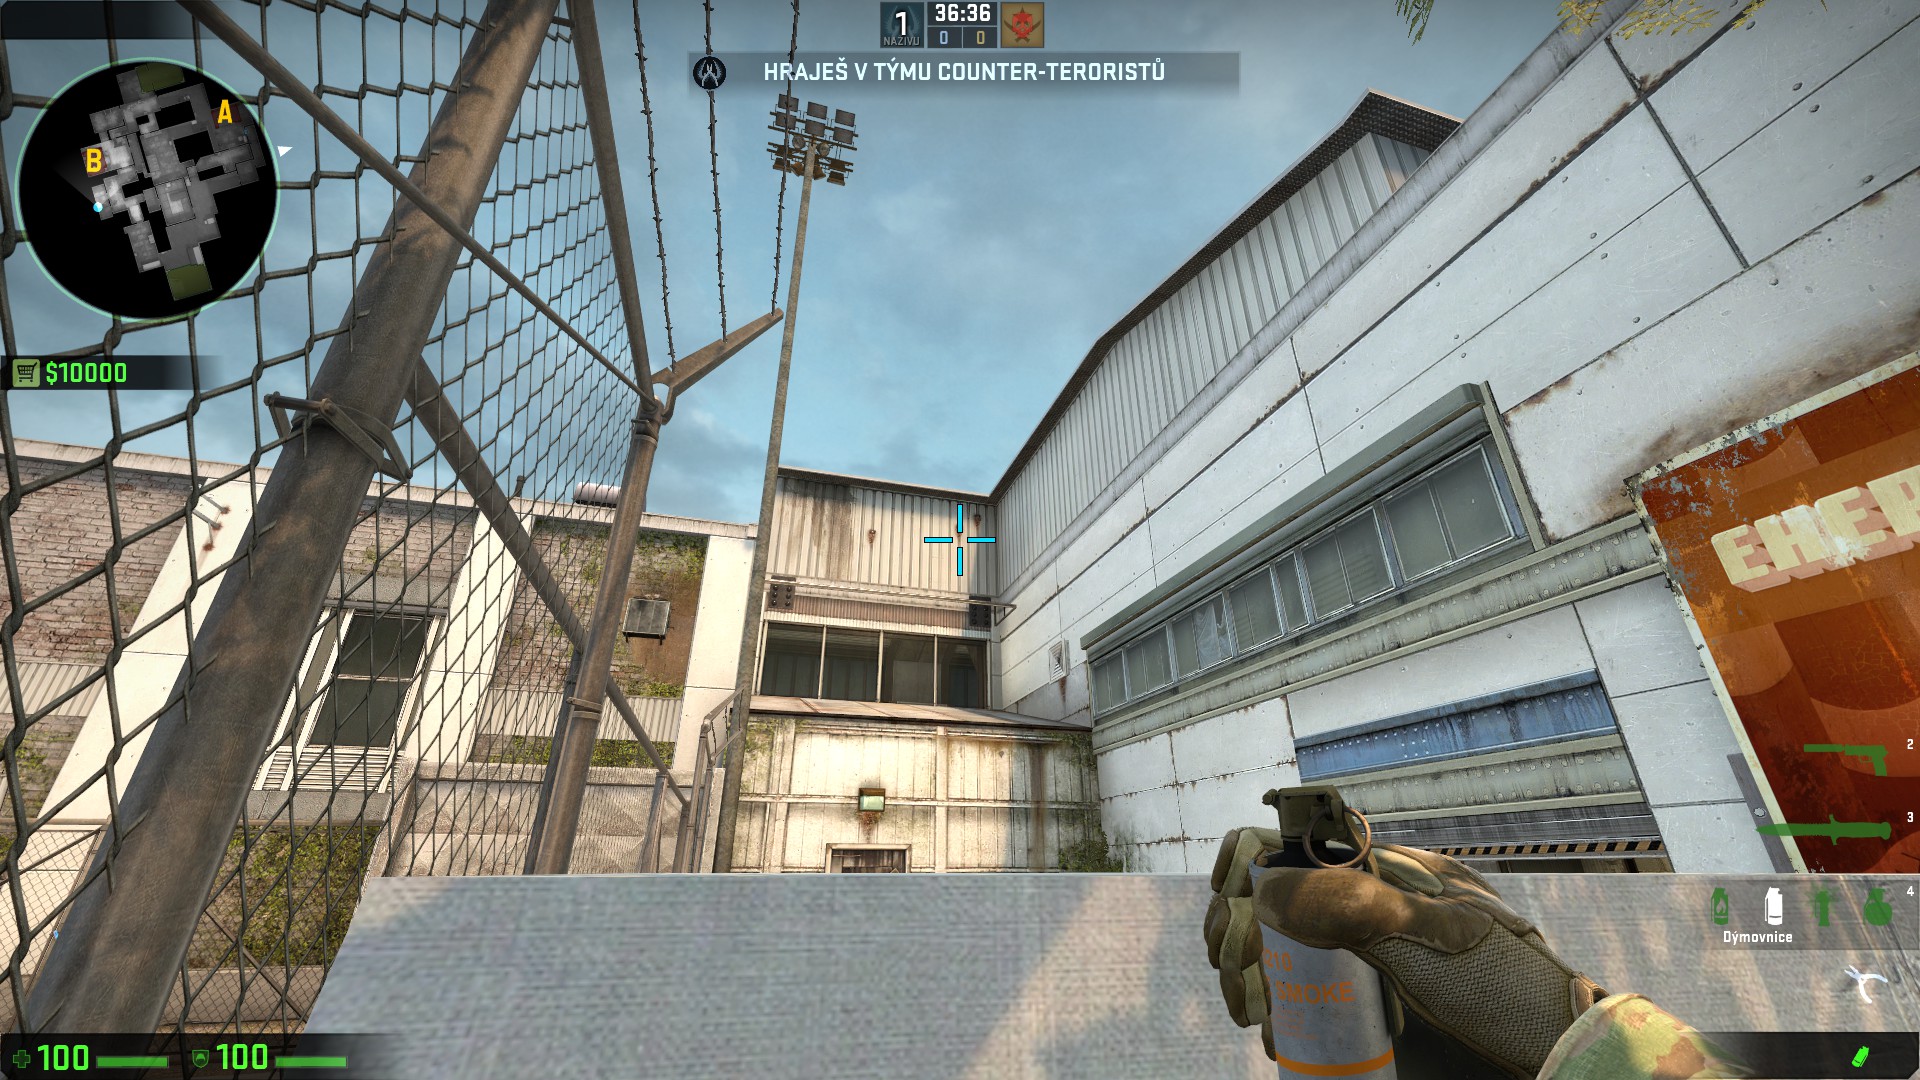 1
NAŽIVU
36:36
0 0
HRAJEŠ V TÝMU COUNTER-TERORISTŮ
A
B
$10000
2
3
4
Dýmovnice
SMOKE
100 100